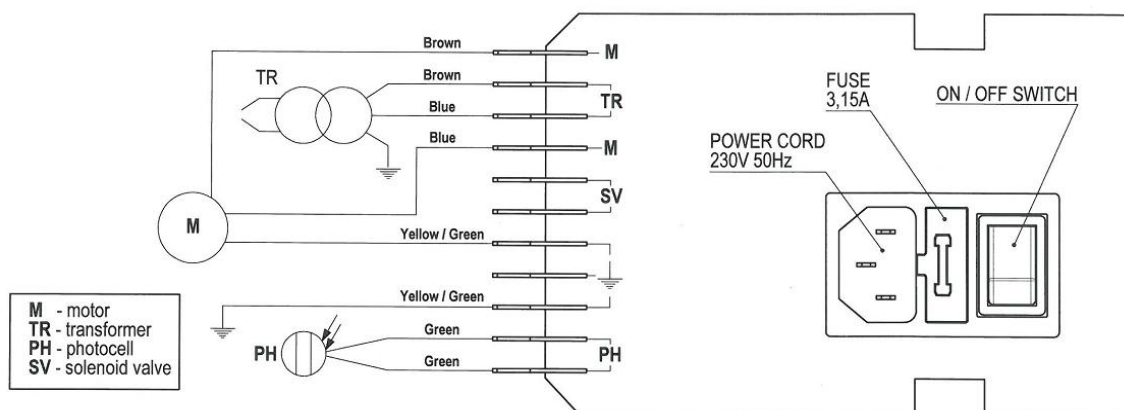 Brown
M
TR
Brown
Blue
TR
Blue
M
SV
M
Yellow / Green
Yellow / Green
PH
Green
PH
Green
M - motor
TR - transformer
PH - photocell
SV - solenoid valve
FUSE
3,15A
ON / OFF SWITCH
POWER CORD
230V 50Hz